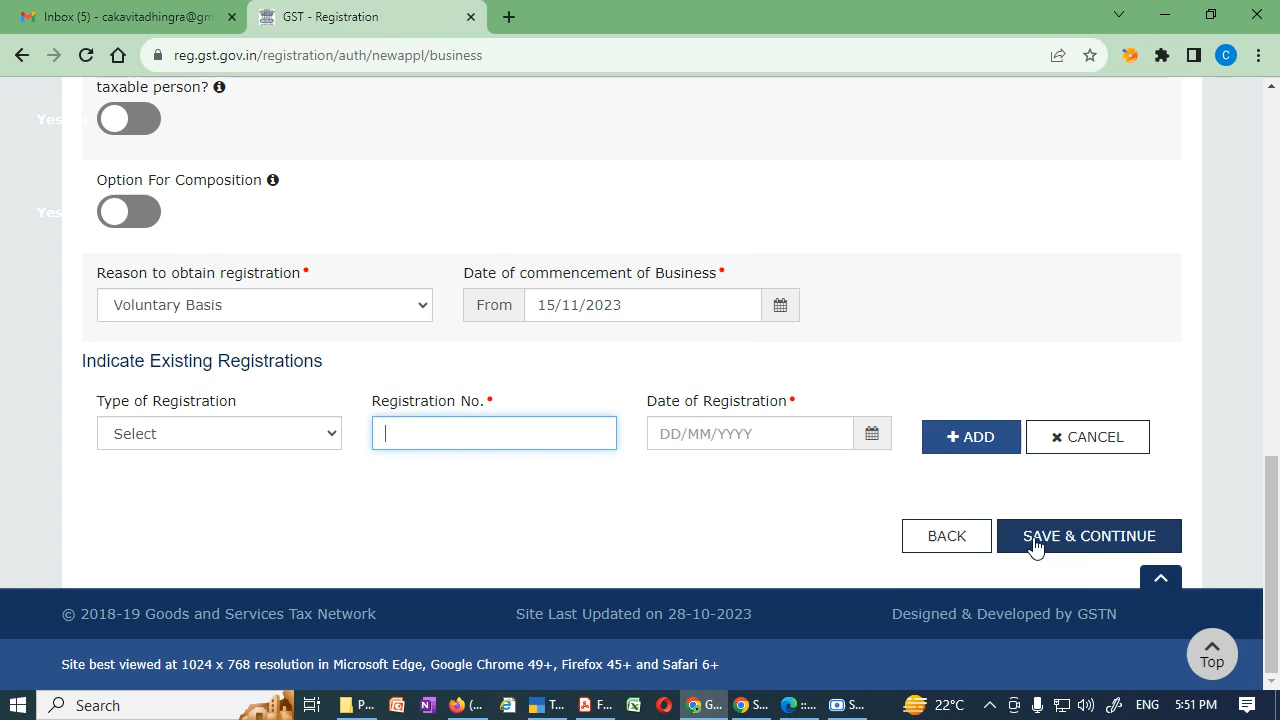 Inbox (5) - cakavitadhingra@gm
GST - Registration
reg.gst.gov.in/registration/auth/newappl/business
C
taxable person?
Yes
Option For Composition
Yes
Reason to obtain registration•
Date of commencement of Business•
Voluntary Basis
From
15/11/2023
Indicate Existing Registrations
Type of Registration
Registration No.•
Date of Registration•
Select
DD/MM/YYYY
+ ADD
✖ CANCEL
BACK
SAVE & CONTINUE
© 2018-19 Goods and Services Tax Network
Site Last Updated on 28-10-2023
Designed & Developed by GSTN
Site best viewed at 1024 x 768 resolution in Microsoft Edge, Google Chrome 49+, Firefox 45+ and Safari 6+
Top
Search
P...
(...
T...
F...
G...
S...
::...
S...
22°C
ENG
5:51 PM